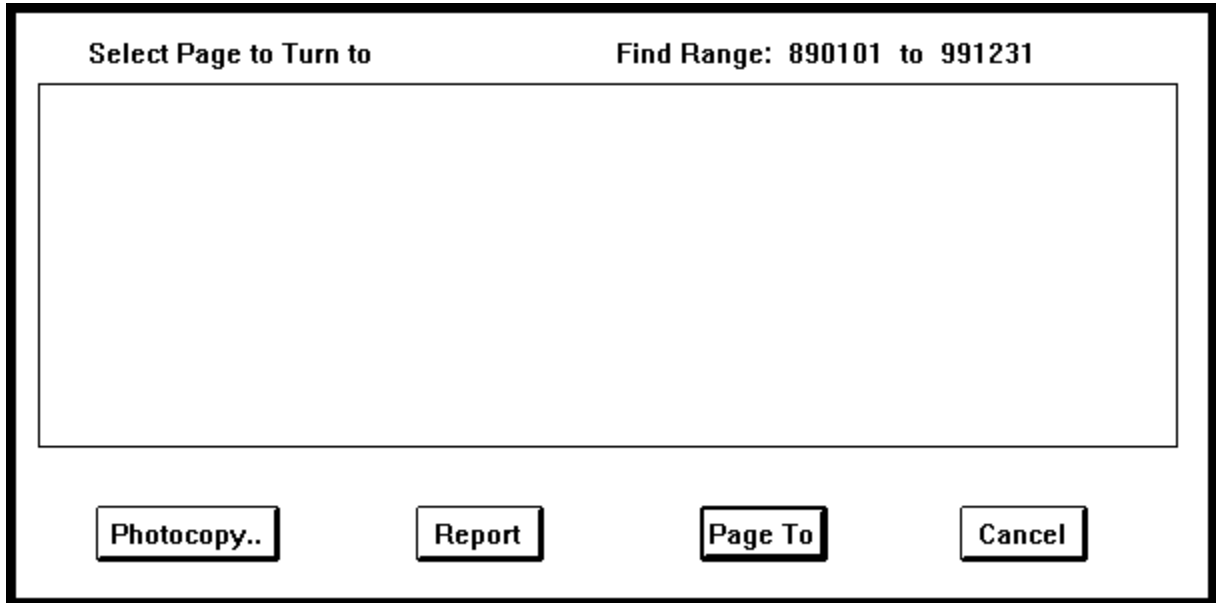 Select Page to Turn to Find Range: 890101 to 991231
Photocopy.. Report Page To Cancel